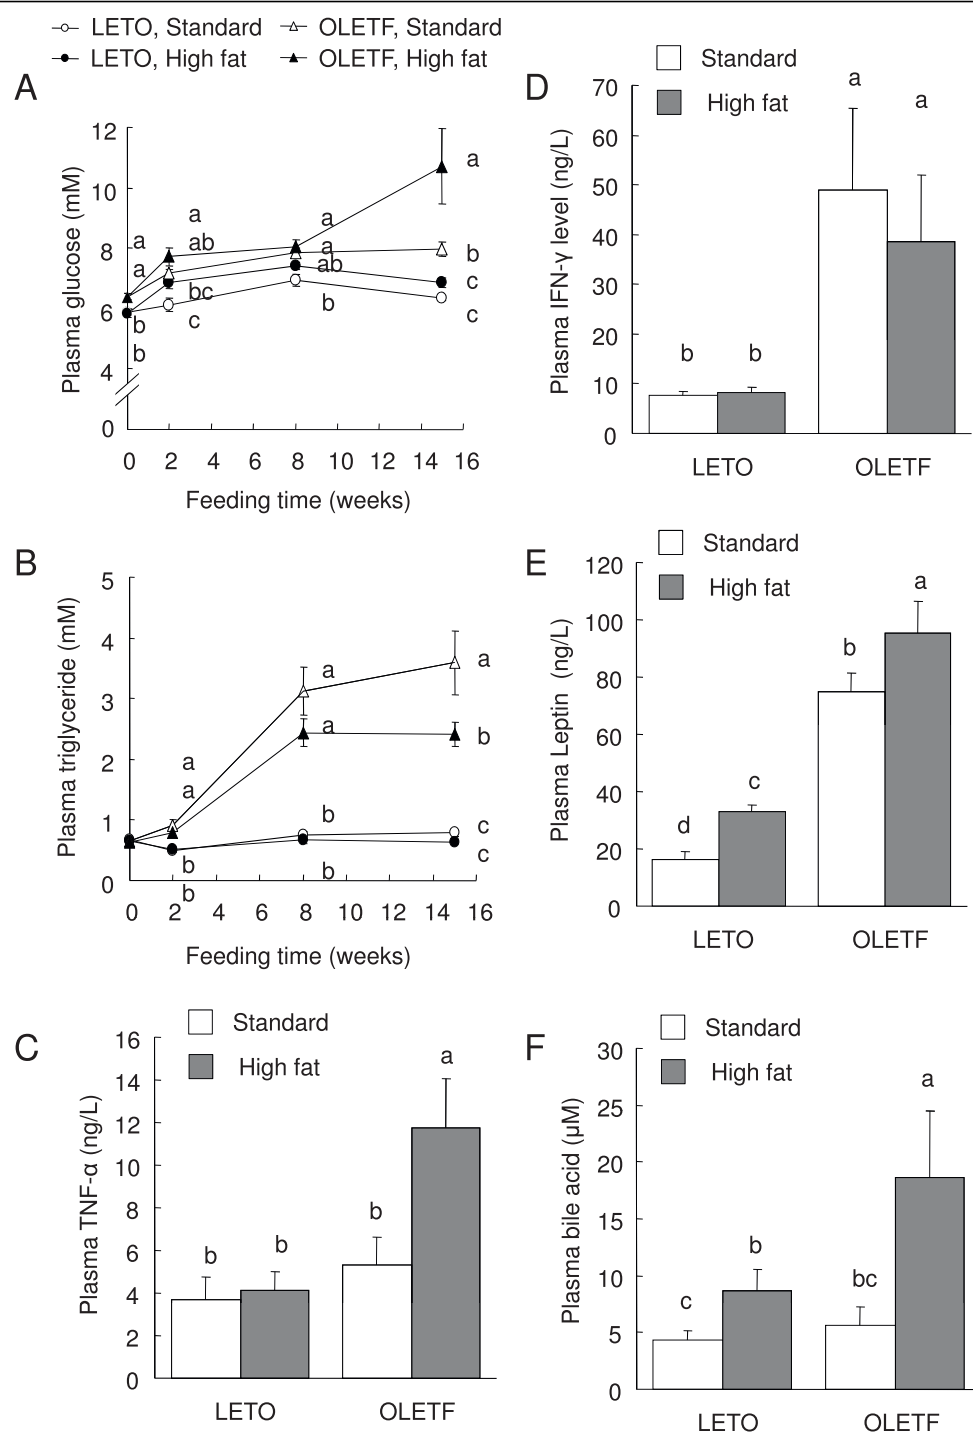 LETO, Standard
OLETF, Standard
LETO, High fat
OLETF, High fat
A
Plasma glucose (mM)
12
10
8
6
4
0
a
a
b
b
a
ab
bc
c
a
a
ab
b
a
b
c
c
0 2 4 6 8 10 12 14 16
Feeding time (weeks)
B
Plasma triglyceride (mM)
5
4
3
2
1
0
a
a
b
b
a
a
b
b
a
b
c
c
0 2 4 6 8 10 12 14 16
Feeding time (weeks)
C
Standard
High fat
Plasma TNF-α (ng/L)
16
14
12
10
8
6
4
2
0
b
b
b
a
LETO OLETF
D
Standard
High fat
Plasma IFN-γ level (ng/L)
70
60
50
40
30
20
10
0
b
b
a
a
LETO OLETF
E
Standard
High fat
Plasma Leptin (ng/L)
120
100
80
60
40
20
0
d
c
b
a
LETO OLETF
F
Standard
High fat
Plasma bile acid (μM)
30
25
20
15
10
5
0
c
b
bc
a
LETO OLETF